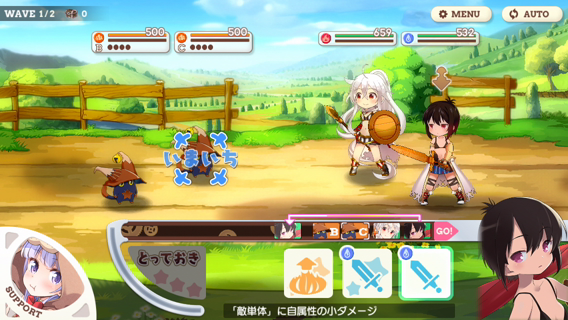 WAVE 1/2 0
500
B
500
C
659
532
MENU
AUTO
いまいち
B
C
GO!
とっておき
SUPPORT
「敵単体」に自属性の小ダメージ